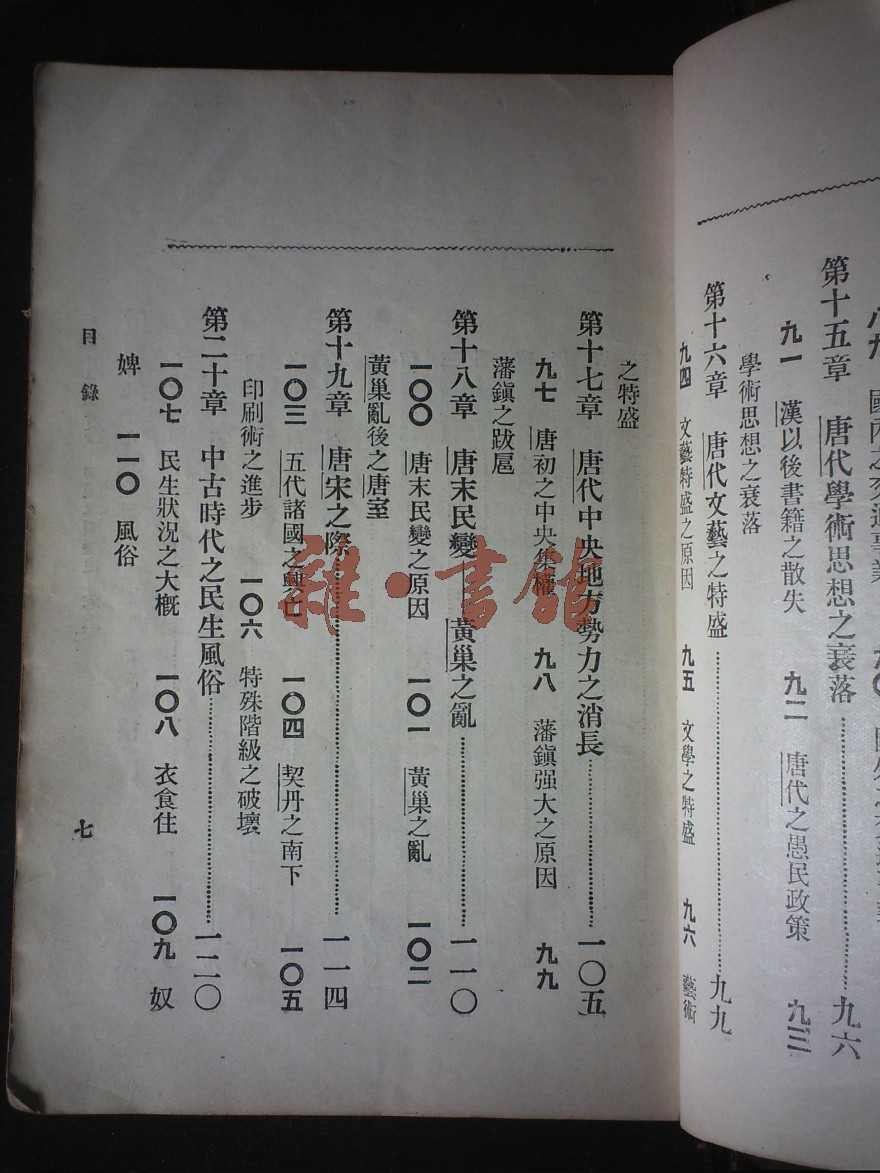 第十五章　唐代學術思想之衰落……九六
九一　漢以後書籍之散失　九二　唐代之愚民政策　九三
學術思想之衰落
第十六章　唐代文藝之特盛……九九
九四　文藝特盛之原因　九五　文學之特盛　九六　藝術
之特盛
第十七章　唐代中央地方勢力之消長……一〇五
九七　唐初之中央集權　九八　藩鎭强大之原因　九九
藩鎭之跋扈
第十八章　唐末民變　黃巢之亂……一一〇
一〇〇　唐末民變之原因　一〇一　黃巢之亂　一〇二
黃巢亂後之唐室
第十九章　唐宋之際……一一四
一〇三　五代諸國之興亡　一〇四　契丹之南下　一〇五
印刷術之進步　一〇六　特殊階級之破壞
第二十章　中古時代之民生風俗……一二〇
一〇七　民生狀況之大槪　一〇八　衣食住　一〇九　奴
婢　一一〇　風俗
目錄
七
雜·書館